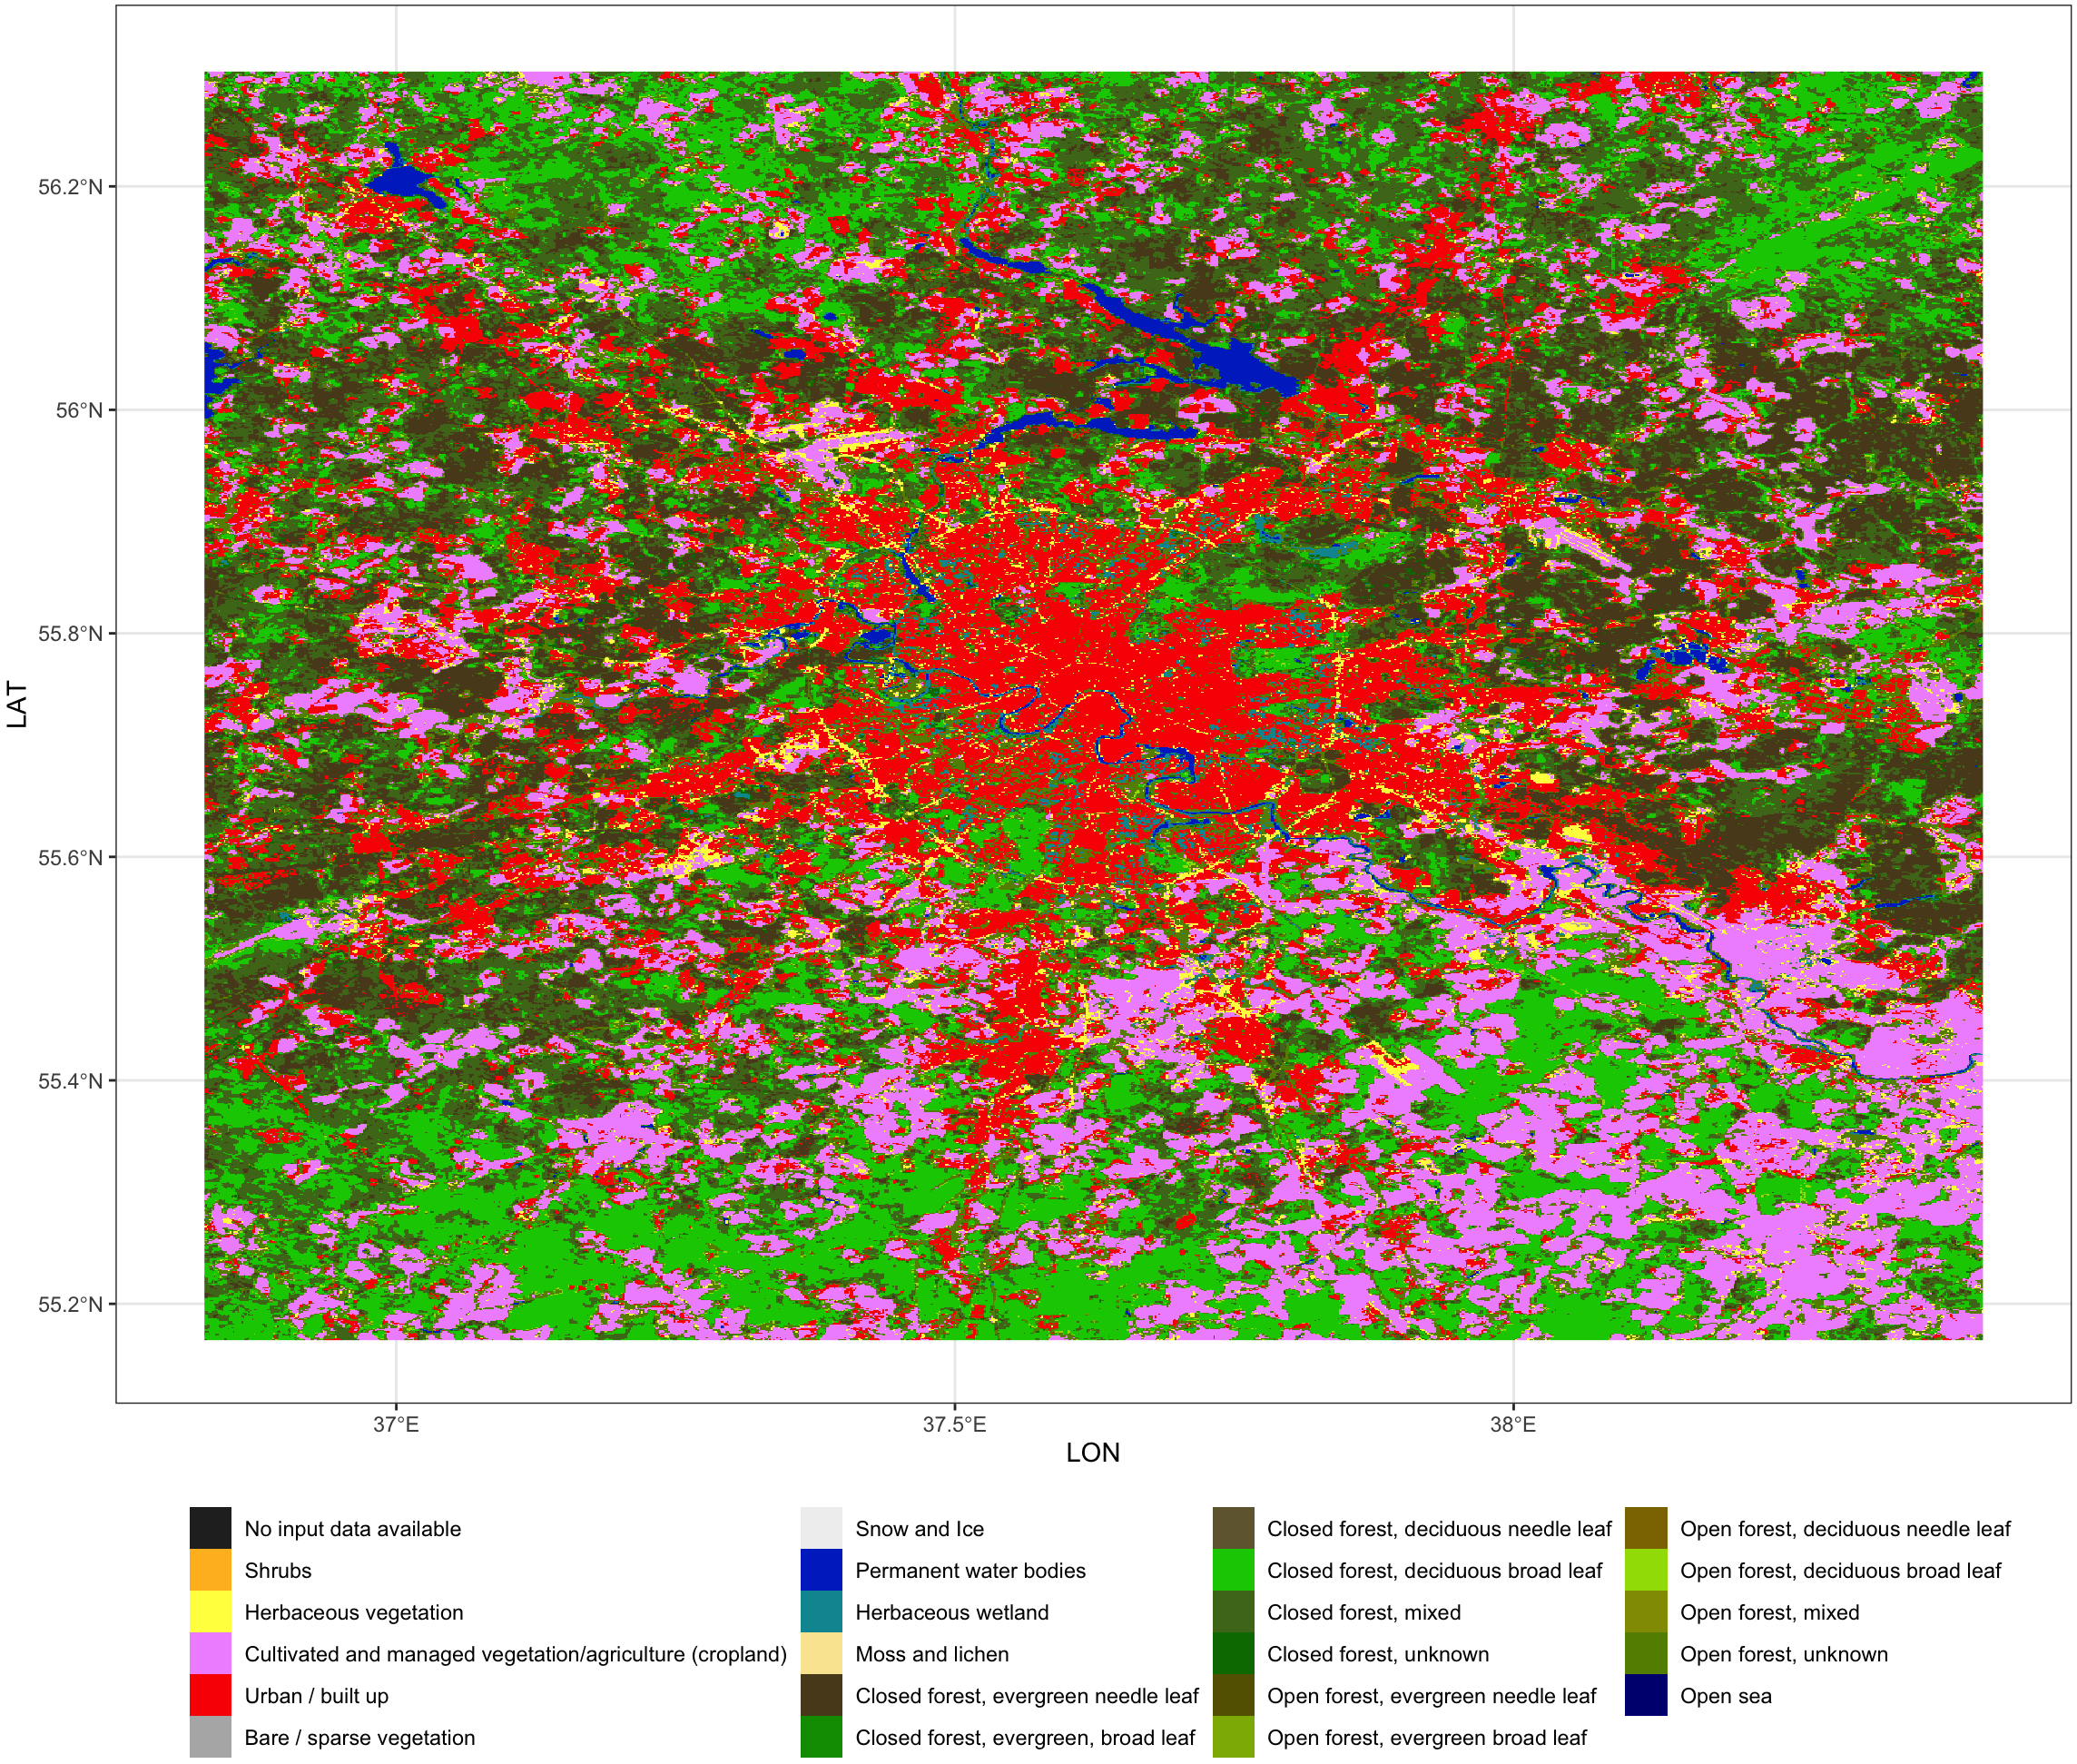 56.2°N
56°N
55.8°N
55.6°N
55.4°N
55.2°N
LAT
37°E
37.5°E
38°E
LON
No input data available
Shrubs
Herbaceous vegetation
Cultivated and managed vegetation/agriculture (cropland)
Urban / built up
Bare / sparse vegetation
Snow and Ice
Permanent water bodies
Herbaceous wetland
Moss and lichen
Closed forest, evergreen needle leaf
Closed forest, evergreen, broad leaf
Closed forest, deciduous needle leaf
Closed forest, deciduous broad leaf
Closed forest, mixed
Closed forest, unknown
Open forest, evergreen needle leaf
Open forest, evergreen broad leaf
Open forest, deciduous needle leaf
Open forest, deciduous broad leaf
Open forest, mixed
Open forest, unknown
Open sea